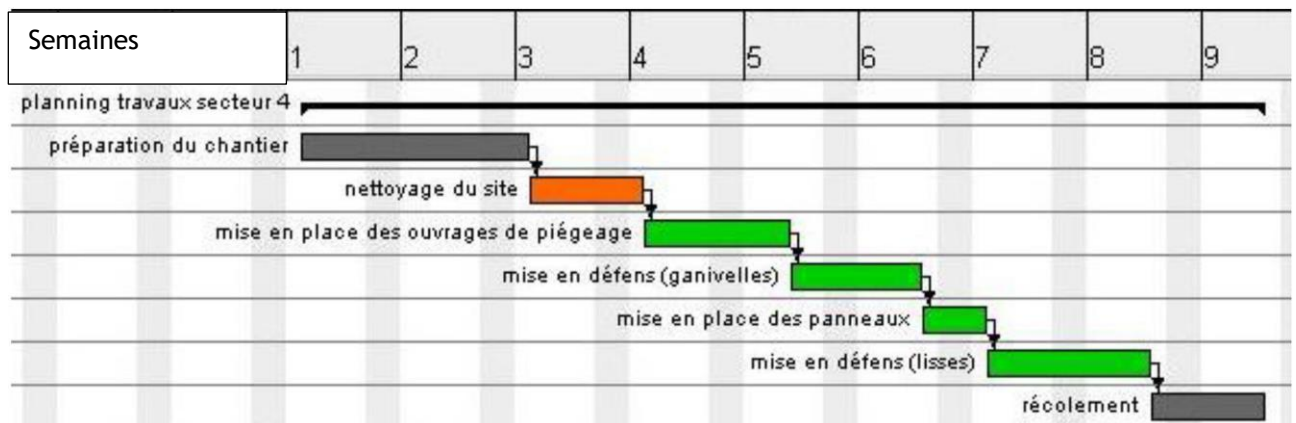 Semaines
1 2 3 4 5 6 7 8 9
planning travaux secteur 4
préparation du chantier
nettoyage du site
mise en place des ouvrages de piégeage
mise en défens (ganivelles)
mise en place des panneaux
mise en défens (lisses)
récolement